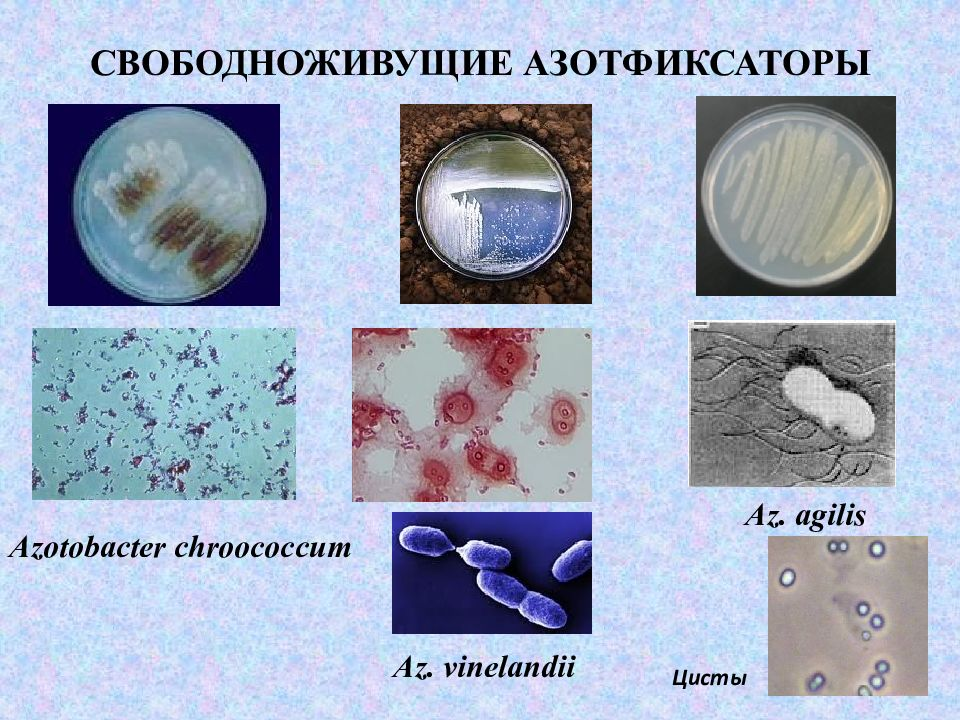 СВОБОДНОЖИВУЩИЕ АЗОТФИКСАТОРЫ
Az. agilis
Azotobacter chroococcum
Az. vinelandii
Цисты